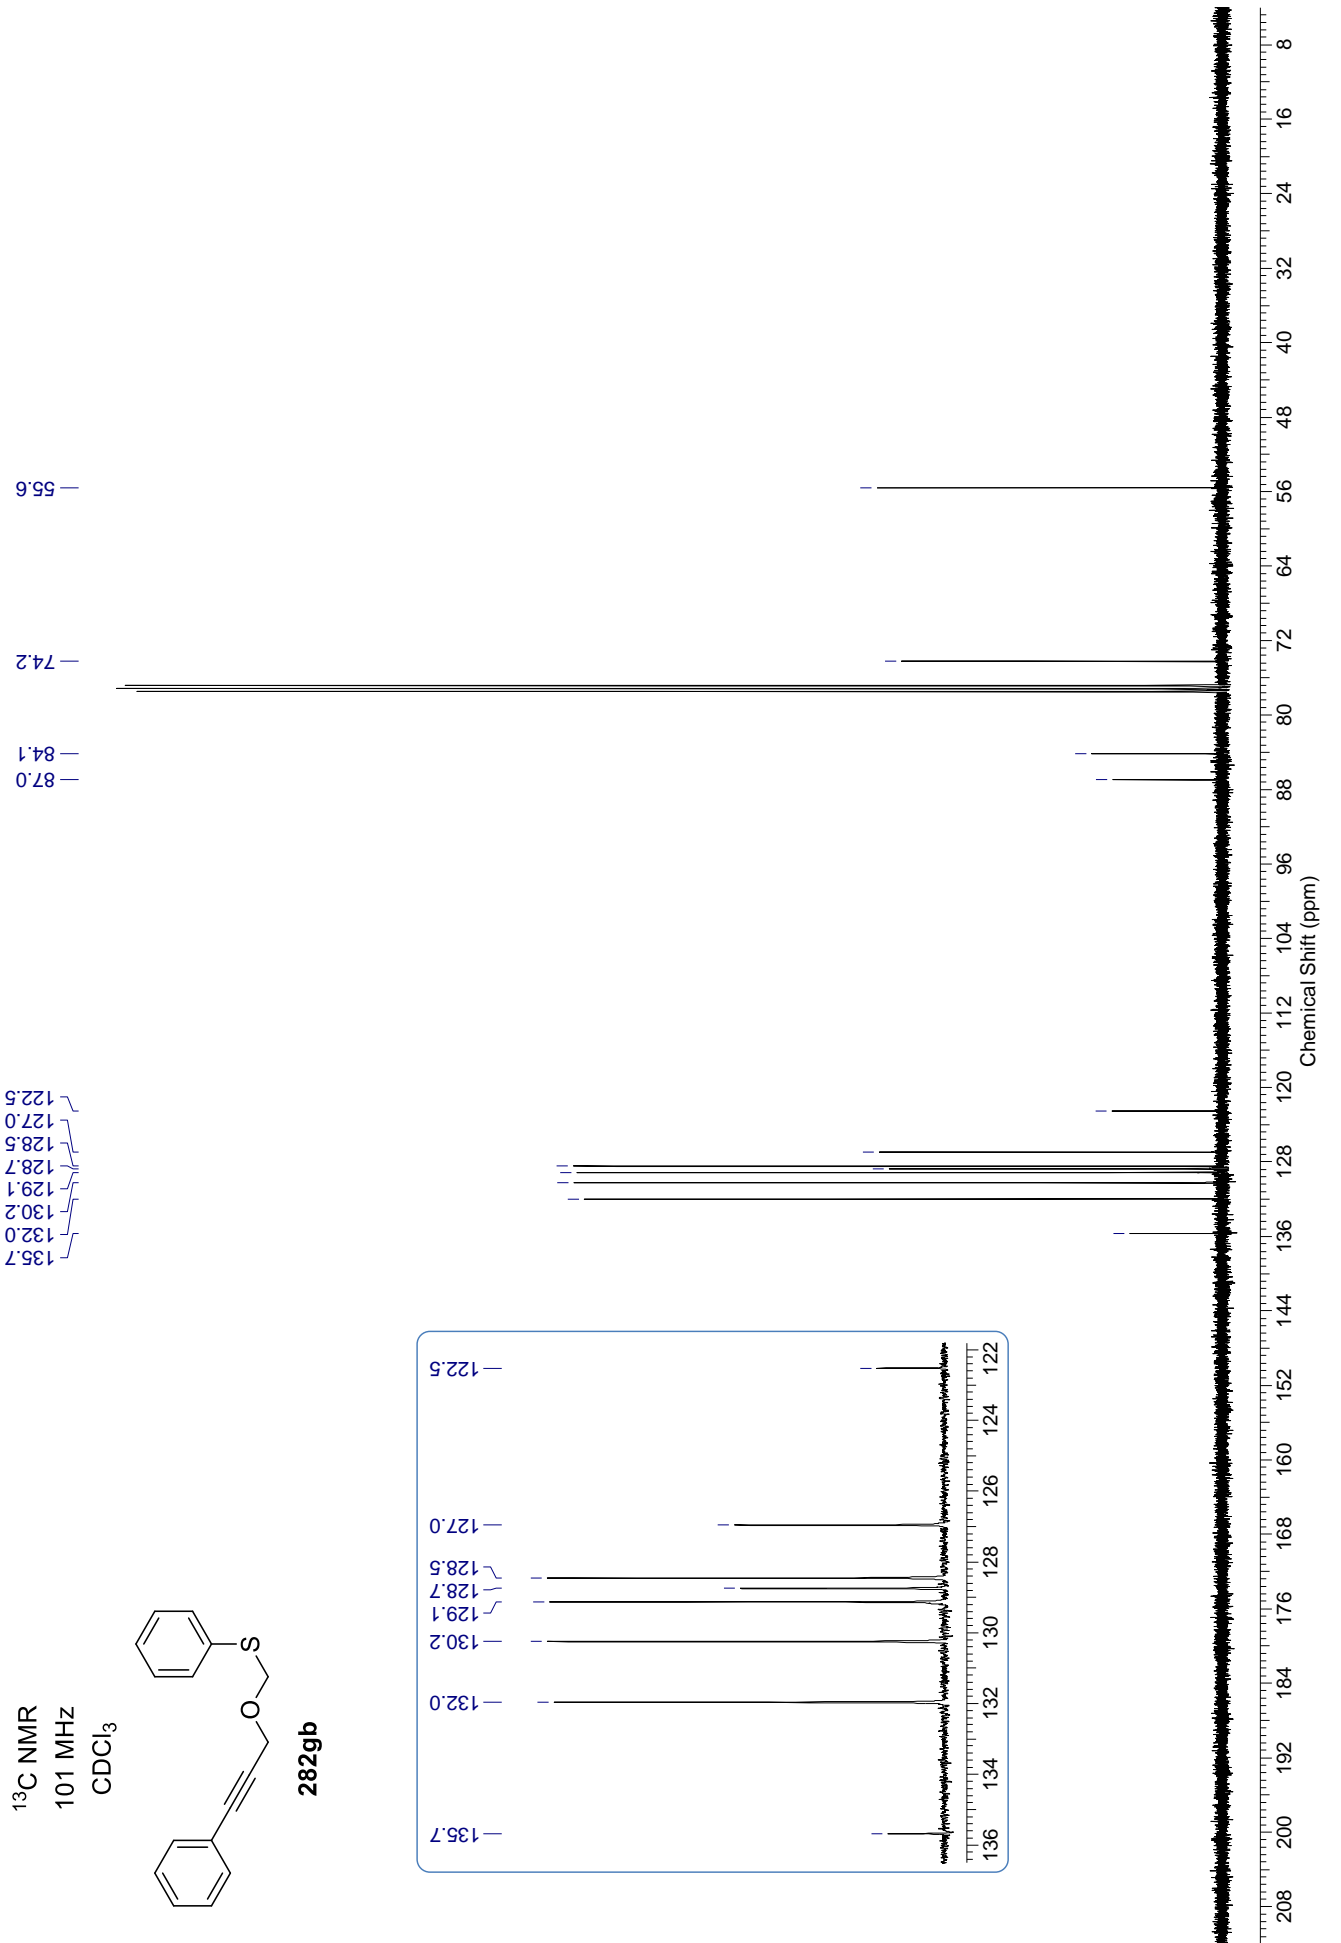 ¹³C NMR
101 MHz
CDCl₃
S
O
282gb
135.7
132.0
130.2
129.1
128.7
128.5
127.0
122.5
87.0
84.1
74.2
55.6
135.7
132.0
130.2
129.1
128.7
128.5
127.0
122.5
136 134 132 130 128 126 124 122
208 200 192 184 176 168 160 152 144 136 128 120 112 104 96 88 80 72 64 56 48 40 32 24 16 8
Chemical Shift (ppm)